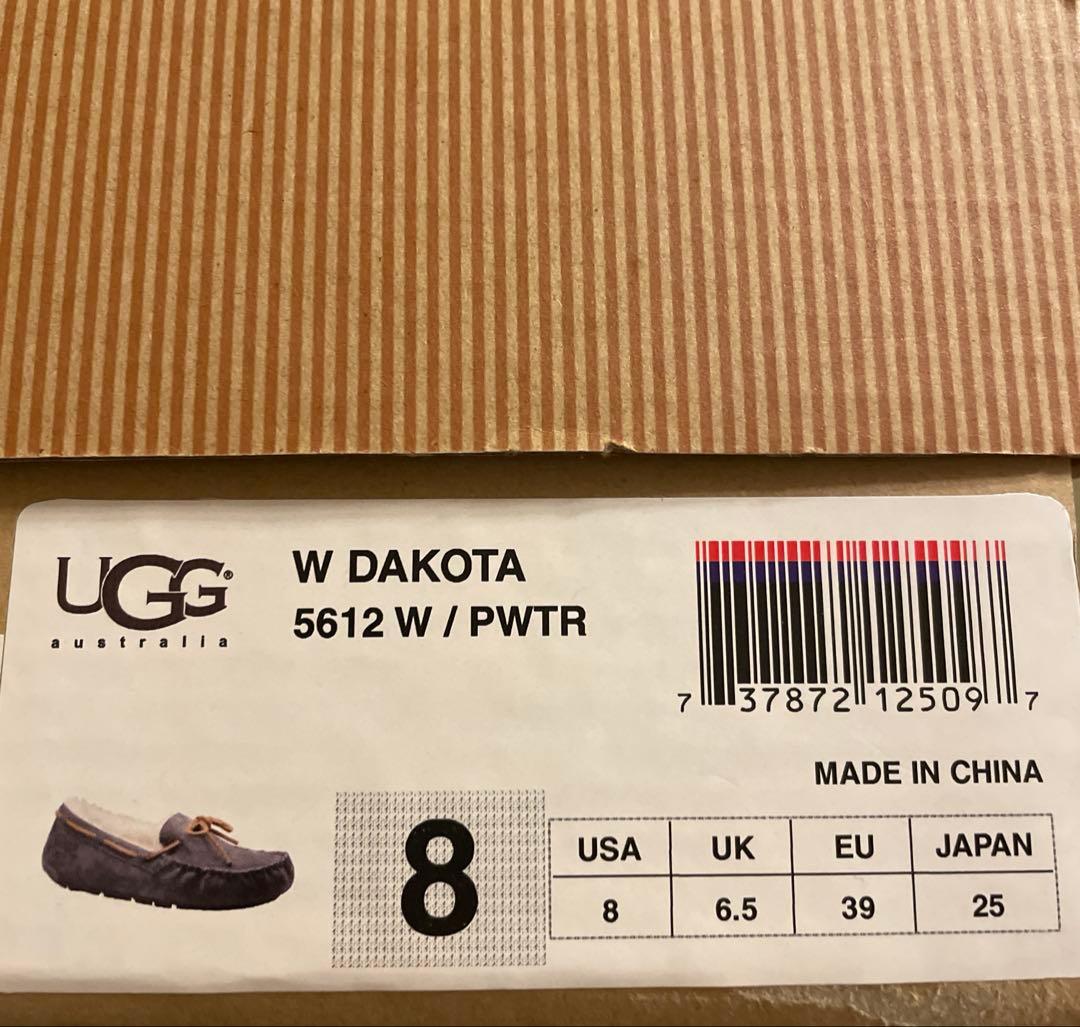 UGG®
australia
W DAKOTA
5612 W / PWTR
7 37872 12509 7
MADE IN CHINA
8
USA UK EU JAPAN
8 6.5 39 25